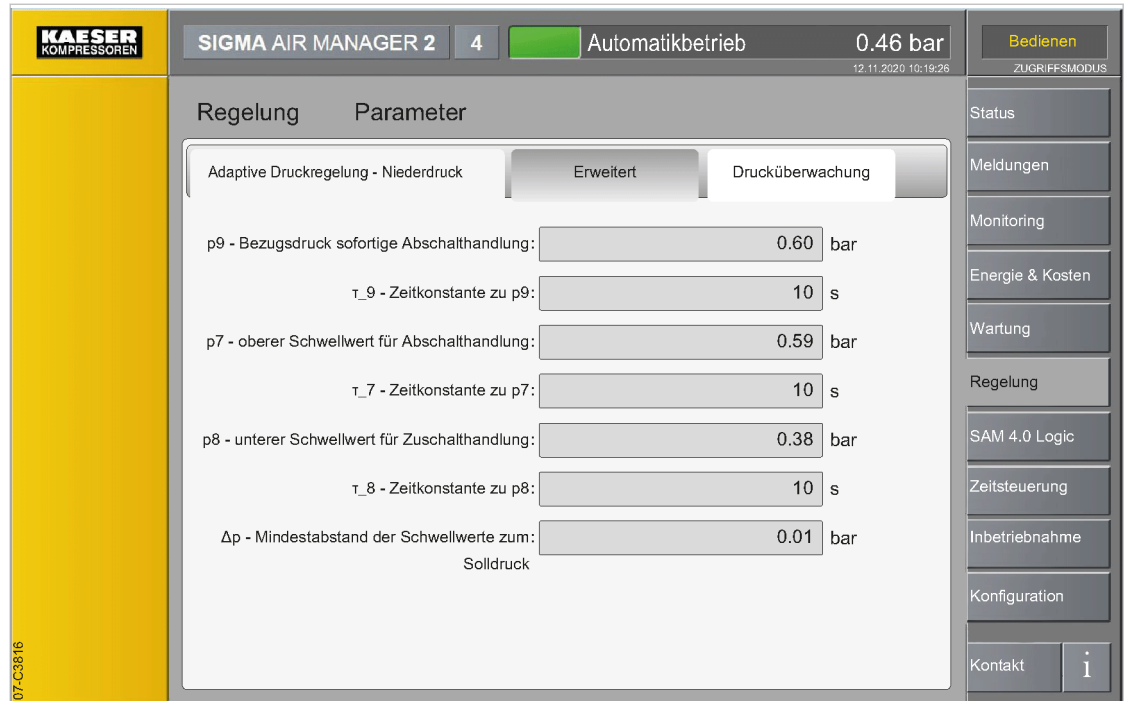 KAESER
KOMPRESSOREN
SIGMA AIR MANAGER 2 4 Automatikbetrieb 0.46 bar
12.11.2020 10:19:26
Bedienen
ZUGRIFFSMODUS
Regelung Parameter
Adaptive Druckregelung - Niederdruck Erweitert Drucküberwachung
p9 - Bezugsdruck sofortige Abschalthandlung: 0.60 bar
τ_9 - Zeitkonstante zu p9: 10 s
p7 - oberer Schwellwert für Abschalthandlung: 0.59 bar
τ_7 - Zeitkonstante zu p7: 10 s
p8 - unterer Schwellwert für Zuschalthandlung: 0.38 bar
τ_8 - Zeitkonstante zu p8: 10 s
Δp - Mindestabstand der Schwellwerte zum: 0.01 bar
Solldruck
Status
Meldungen
Monitoring
Energie & Kosten
Wartung
Regelung
SAM 4.0 Logic
Zeitsteuerung
Inbetriebnahme
Konfiguration
Kontakt i
07-C3816